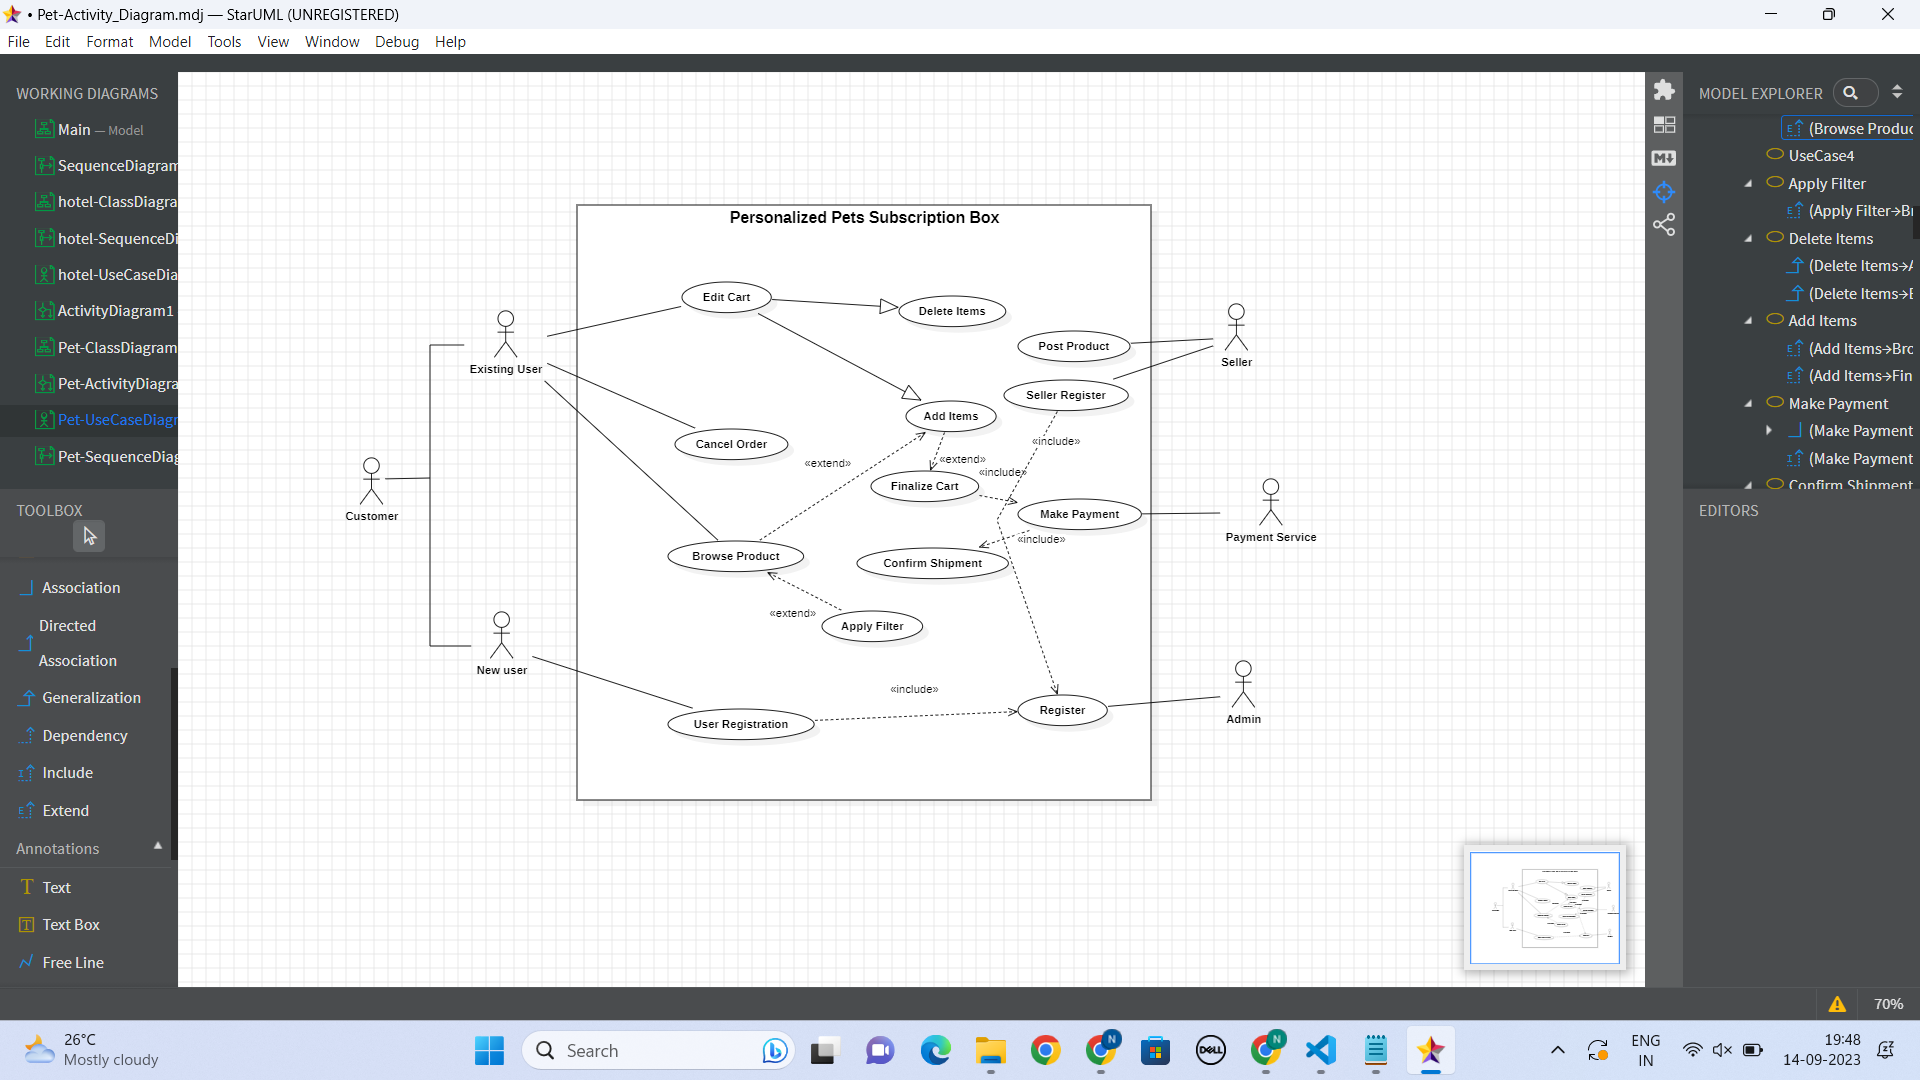 • Pet-Activity_Diagram.mdj — StarUML (UNREGISTERED)
File Edit Format Model Tools View Window Debug Help
WORKING DIAGRAMS
Main — Model
SequenceDiagram
hotel-ClassDiagra
hotel-SequenceDi
hotel-UseCaseDia
ActivityDiagram1
Pet-ClassDiagram
Pet-ActivityDiagra
Pet-UseCaseDiagr
Pet-SequenceDiag
TOOLBOX
Association
Directed
Association
Generalization
Dependency
Include
Extend
Annotations
Text
Text Box
Free Line
Personalized Pets Subscription Box
Edit Cart
Delete Items
Post Product
Existing User
Seller
Seller Register
Add Items
«include»
Cancel Order
«extend»
«extend»
«include»
Finalize Cart
Customer
Make Payment
Payment Service
«include»
Browse Product
Confirm Shipment
«extend»
Apply Filter
New user
«include»
User Registration
Register
Admin
MODEL EXPLORER
(Browse Produc
UseCase4
Apply Filter
(Apply Filter→Br
Delete Items
(Delete Items→A
(Delete Items→E
Add Items
(Add Items→Bro
(Add Items→Fin
Make Payment
(Make Payment
(Make Payment
Confirm Shipment
EDITORS
70%
26°C
Mostly cloudy
Search
N
DELL
N
ENG
IN
19:48
14-09-2023